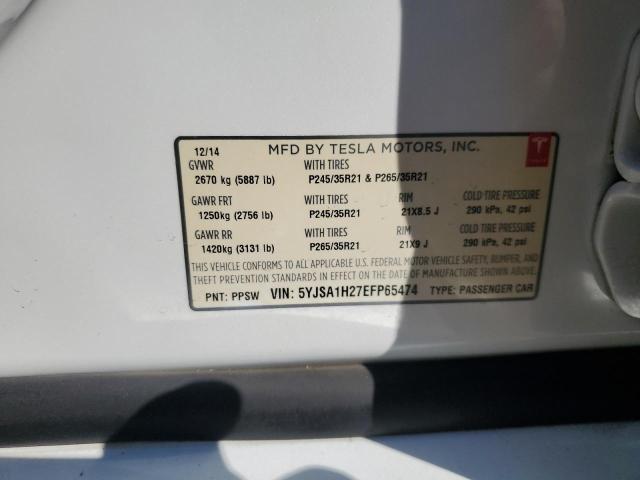 12/14 MFD BY TESLA MOTORS, INC.
GVWR WITH TIRES
2670 kg (5887 lb) P245/35R21 & P265/35R21
GAWR FRT WITH TIRES RIM COLD TIRE PRESSURE
1250kg (2756 lb) P245/35R21 21X8.5 J 290 kPa, 42 psi
GAWR RR WITH TIRES RIM COLD TIRE PRESSURE
1420kg (3131 lb) P265/35R21 21X9 J 290 kPa, 42 psi
THIS VEHICLE CONFORMS TO ALL APPLICABLE U.S. FEDERAL MOTOR VEHICLE SAFETY, BUMPER, AND
THEFT PREVENTION STANDARDS IN EFFECT ON THE DATE OF MANUFACTURE SHOWN ABOVE.
PNT: PPSW VIN: 5YJSA1H27EFP65474 TYPE: PASSENGER CAR